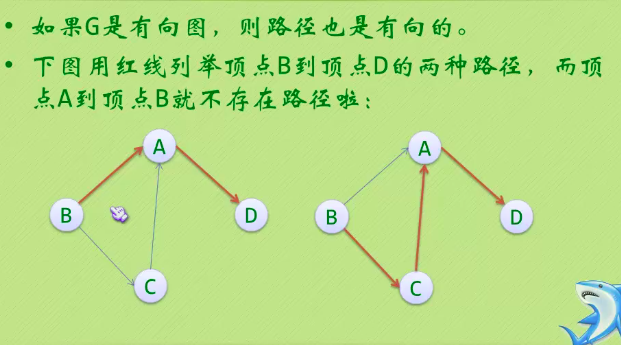 • 如果G是有向图，则路径也是有向的。
• 下图用红线列举顶点B到顶点D的两种路径，而顶
点A到顶点B就不存在路径啦：
A A
B D B D
C C